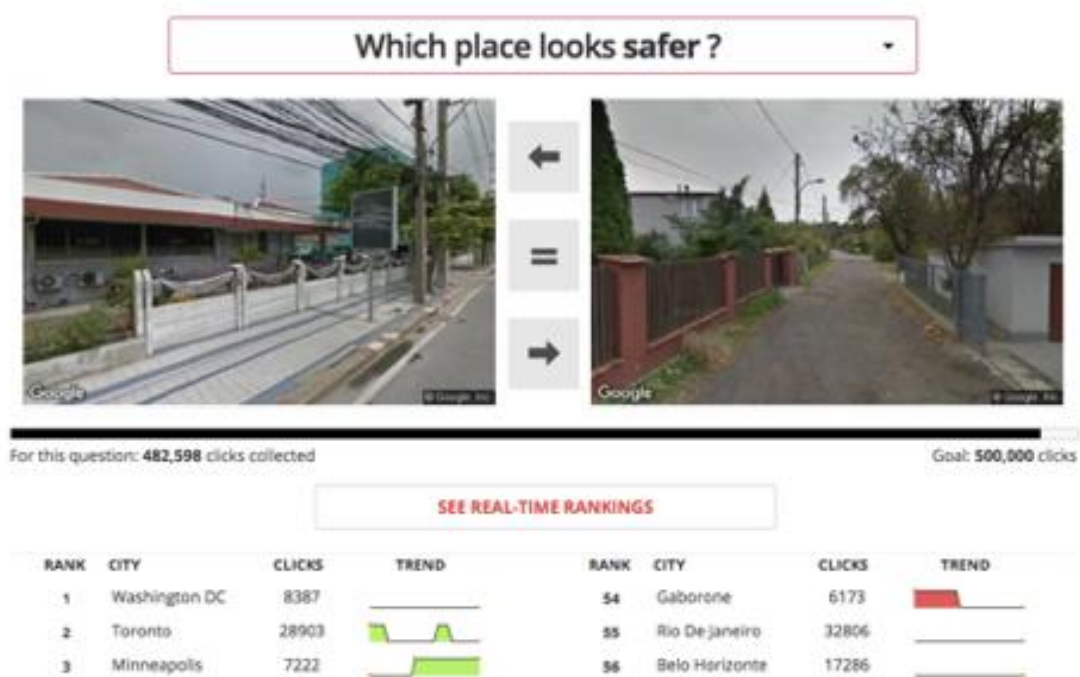 Which place looks safer ?
Google
© Google, Inc
Google
© Google, Inc
For this question: 482,598 clicks collected
Goal: 500,000 clicks
SEE REAL-TIME RANKINGS
RANK CITY CLICKS TREND RANK CITY CLICKS TREND
1 Washington DC 8387 54 Gaborone 6173
2 Toronto 28903 55 Rio De Janeiro 32806
3 Minneapolis 7222 56 Belo Horizonte 17286